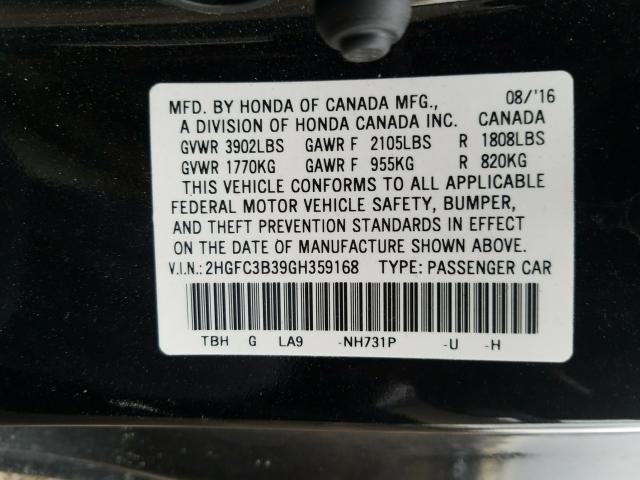 MFD. BY HONDA OF CANADA MFG., 08/'16
A DIVISION OF HONDA CANADA INC. CANADA
GVWR 3902LBS GAWR F 2105LBS R 1808LBS
GVWR 1770KG GAWR F 955KG R 820KG
THIS VEHICLE CONFORMS TO ALL APPLICABLE
FEDERAL MOTOR VEHICLE SAFETY, BUMPER,
AND THEFT PREVENTION STANDARDS IN EFFECT
ON THE DATE OF MANUFACTURE SHOWN ABOVE.
V.I.N.: 2HGFC3B39GH359168 TYPE: PASSENGER CAR
TBH G LA9 -NH731P -U -H